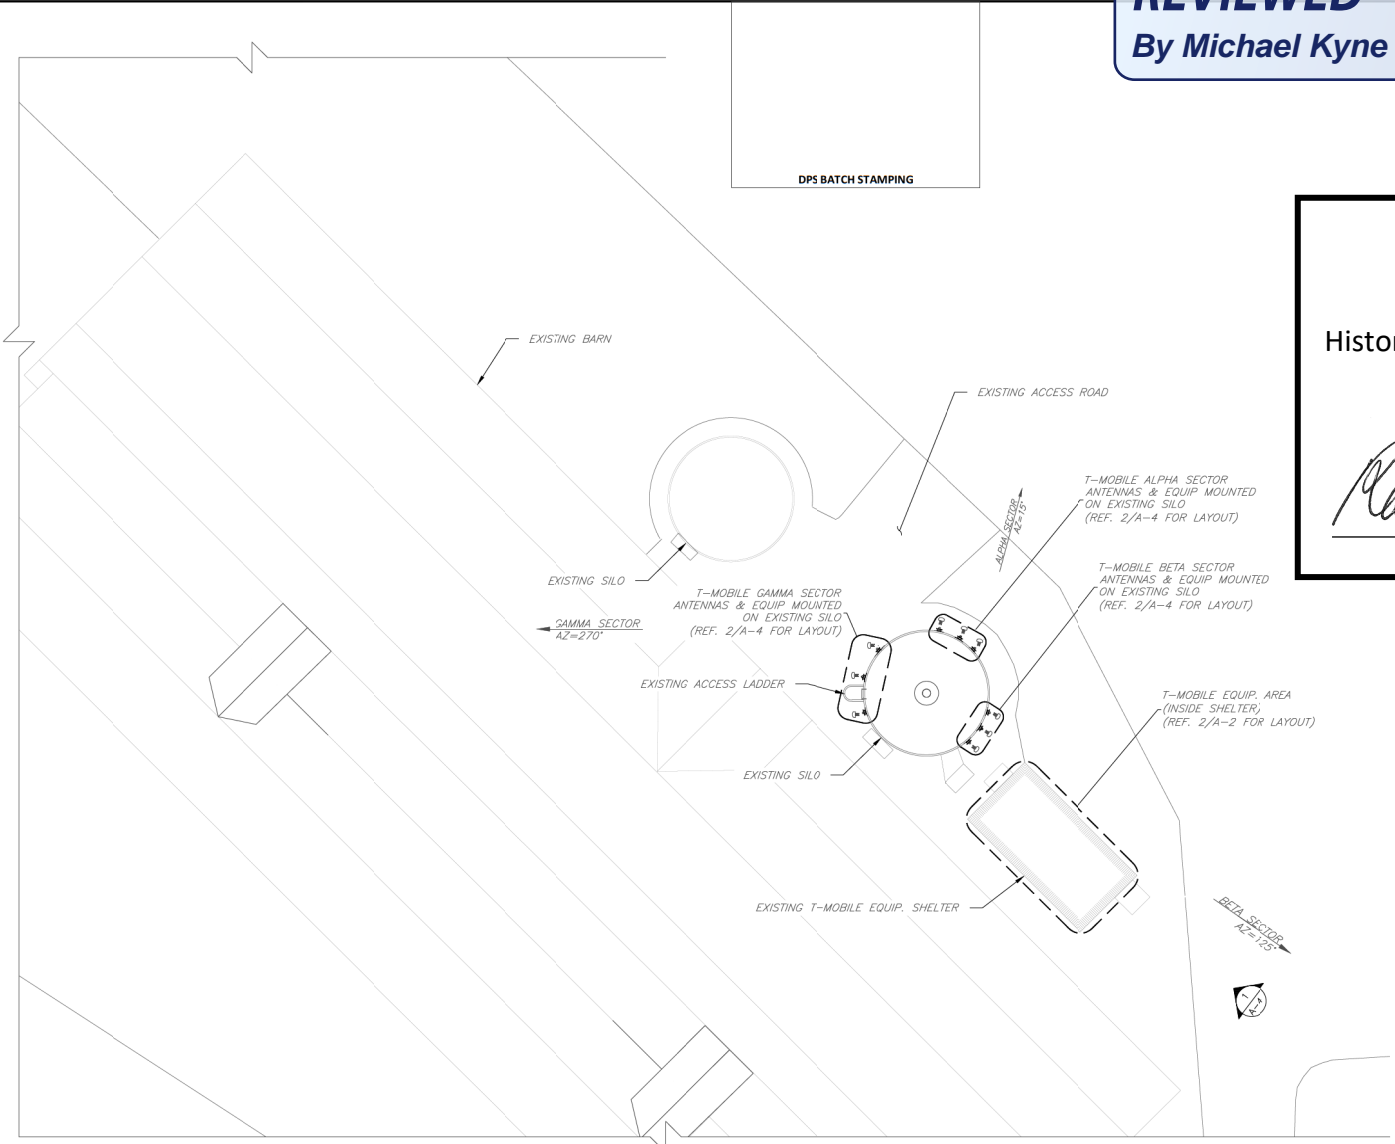 REVIEWED
By Michael Kyne
DPS BATCH STAMPING
EXISTING BARN
EXISTING ACCESS ROAD
T-MOBILE ALPHA SECTOR
ANTENNAS & EQUIP MOUNTED
ON EXISTING SILO
(REF. 2/A-4 FOR LAYOUT)
ALPHA SECTOR
AZ=15°
T-MOBILE BETA SECTOR
ANTENNAS & EQUIP MOUNTED
ON EXISTING SILO
(REF. 2/A-4 FOR LAYOUT)
EXISTING SILO
T-MOBILE GAMMA SECTOR
ANTENNAS & EQUIP MOUNTED
ON EXISTING SILO
(REF. 2/A-4 FOR LAYOUT)
GAMMA SECTOR
AZ=270°
EXISTING ACCESS LADDER
T-MOBILE EQUIP. AREA
(INSIDE SHELTER)
(REF. 2/A-2 FOR LAYOUT)
EXISTING SILO
EXISTING T-MOBILE EQUIP. SHELTER
BETA SECTOR
AZ=125°
1
A-4
Histor